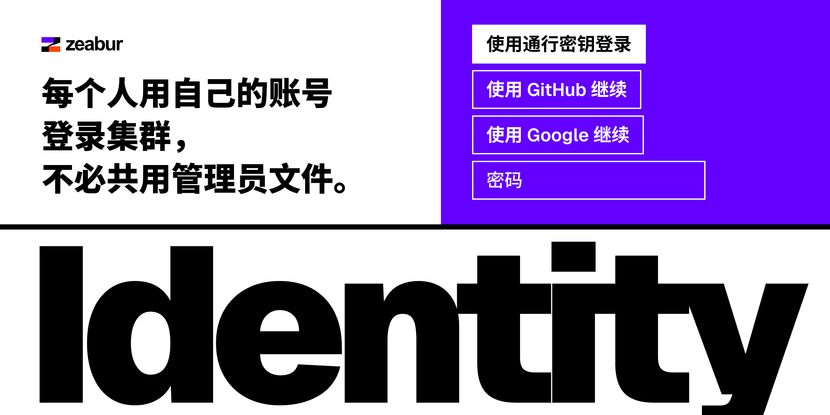 zeabur
每个人用自己的账号
登录集群，
不必共用管理员文件。
使用通行密钥登录
使用 GitHub 继续
使用 Google 继续
密码
Identity